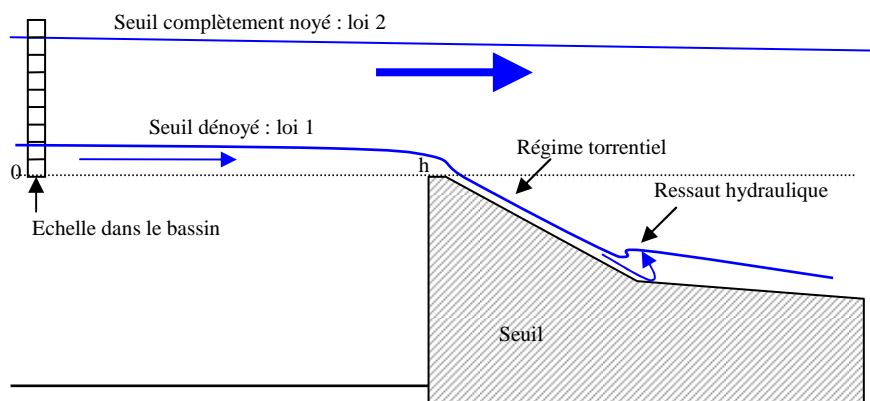 Seuil complètement noyé : loi 2
Seuil dénoyé : loi 1
Régime torrentiel
h
0
Ressaut hydraulique
Echelle dans le bassin
Seuil